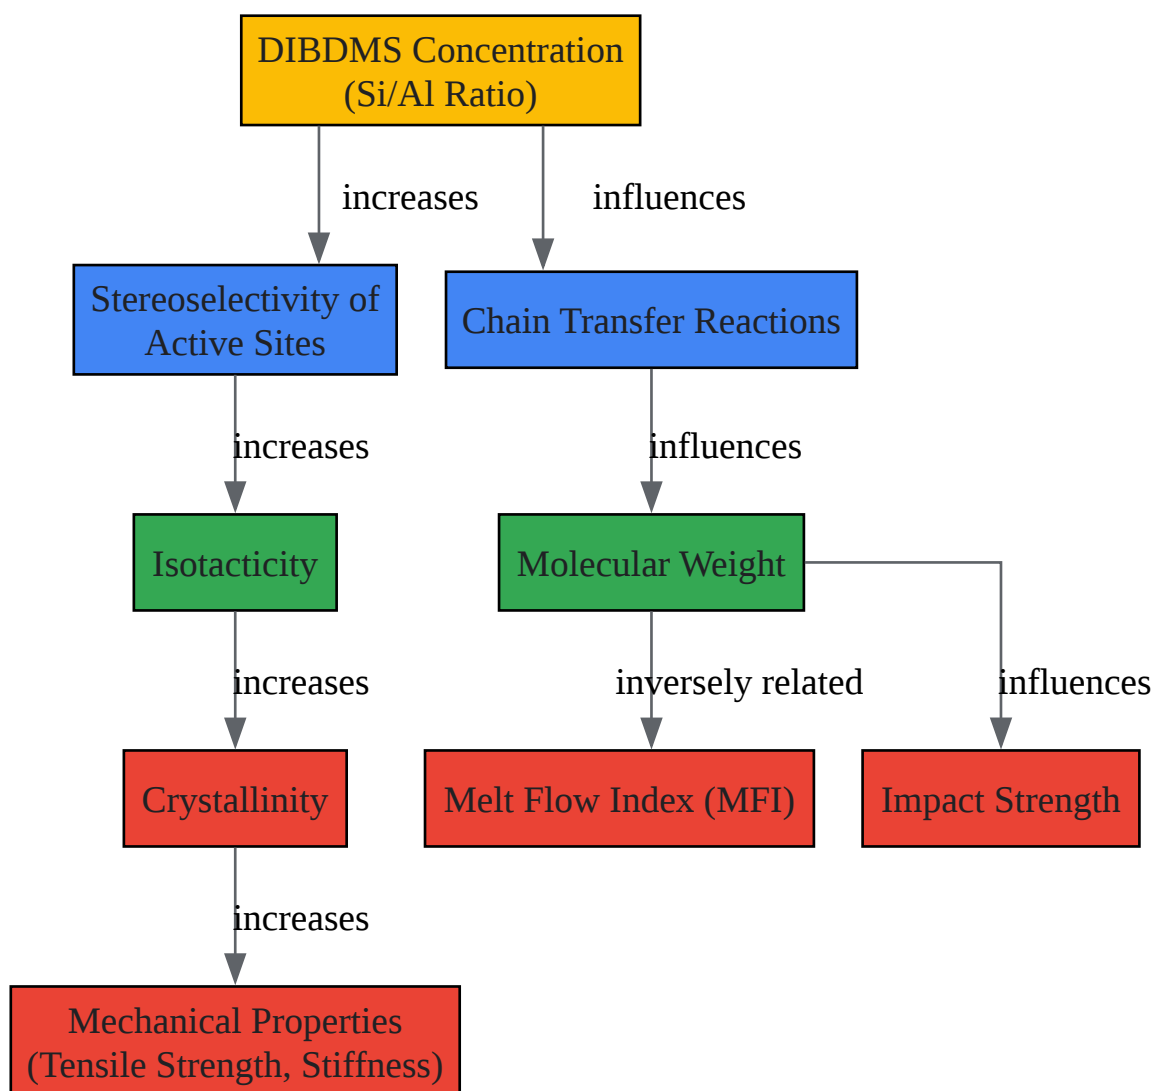 DIBDMS Concentration
(Si/Al Ratio)
increases
influences
Stereoselectivity of
Active Sites
Chain Transfer Reactions
increases
influences
Isotacticity
Molecular Weight
increases
inversely related
influences
Crystallinity
Melt Flow Index (MFI)
Impact Strength
increases
Mechanical Properties
(Tensile Strength, Stiffness)